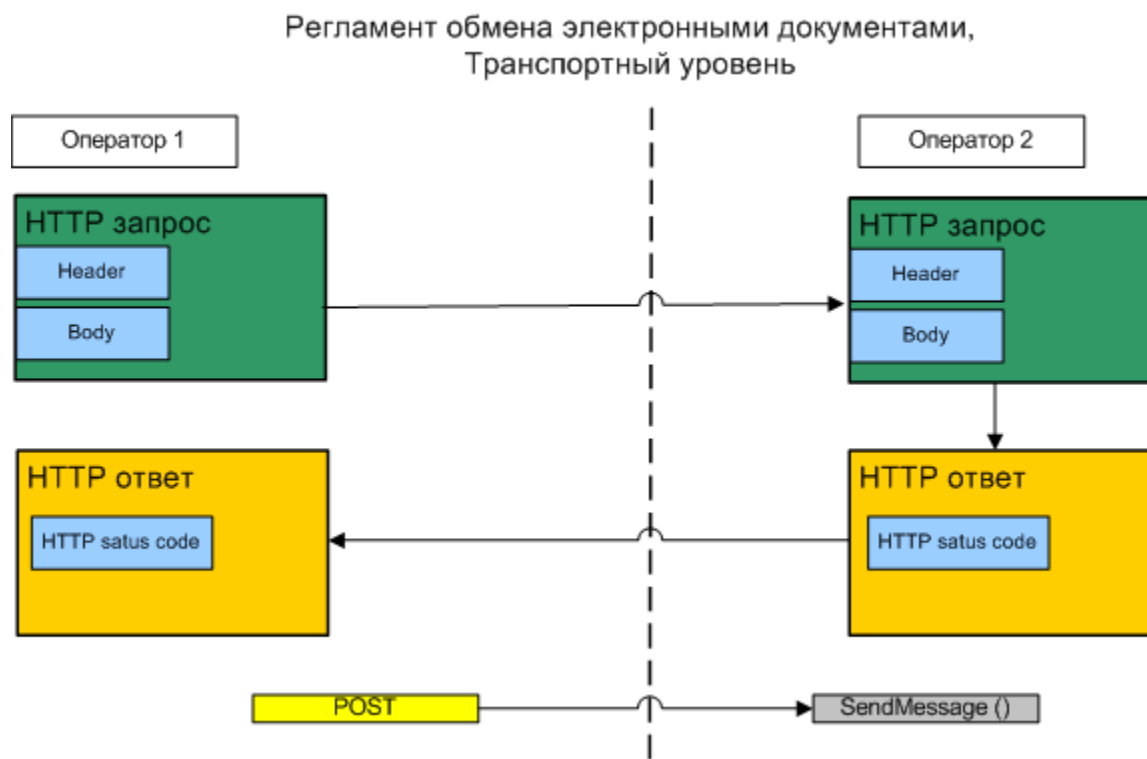 Регламент обмена электронными документами,
Транспортный уровень
Оператор 1
Оператор 2
HTTP запрос
Header
Body
HTTP запрос
Header
Body
HTTP ответ
HTTP satus code
HTTP ответ
HTTP satus code
POST
SendMessage ()